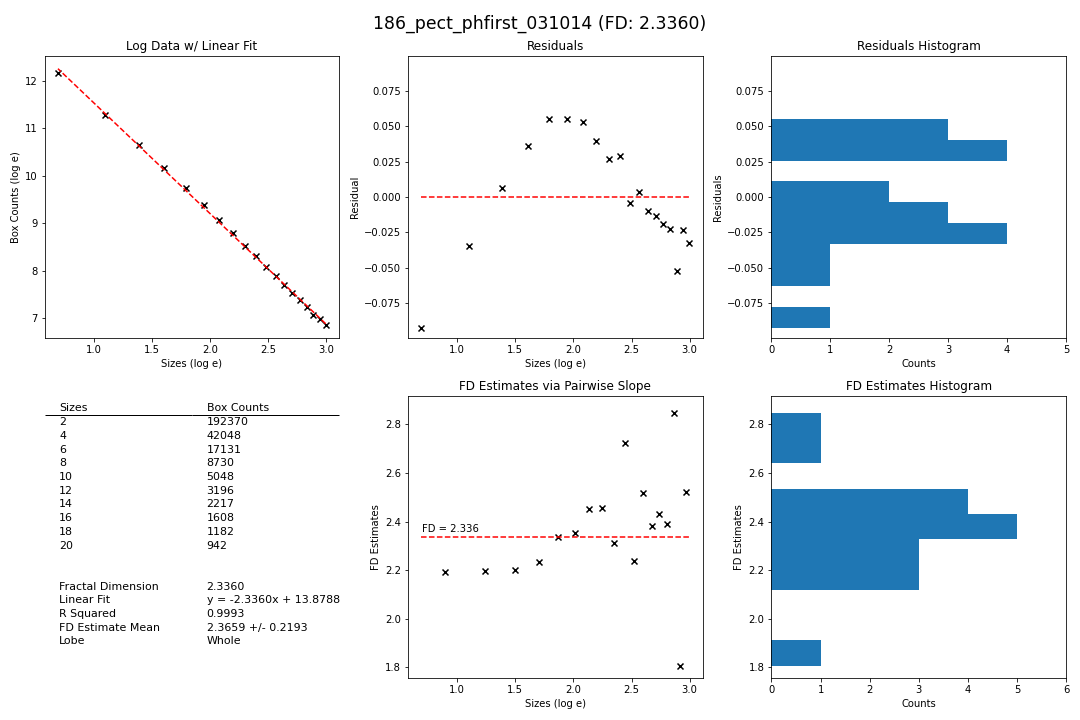 186_pect_phfirst_031014 (FD: 2.3360)
Log Data w/ Linear Fit
Box Counts (log e)
12
11
10
9
8
7
1.0 1.5 2.0 2.5 3.0
Sizes (log e)
Residuals
Residual
0.075
0.050
0.025
0.000
−0.025
−0.050
−0.075
1.0 1.5 2.0 2.5 3.0
Sizes (log e)
Residuals Histogram
Residuals
0.075
0.050
0.025
0.000
−0.025
−0.050
−0.075
0 1 2 3 4 5
Counts
Sizes Box Counts
2 192370
4 42048
6 17131
8 8730
10 5048
12 3196
14 2217
16 1608
18 1182
20 942
Fractal Dimension 2.3360
Linear Fit y = -2.3360x + 13.8788
R Squared 0.9993
FD Estimate Mean 2.3659 +/- 0.2193
Lobe Whole
FD Estimates via Pairwise Slope
FD Estimates
2.8
2.6
2.4
2.2
2.0
1.8
FD = 2.336
1.0 1.5 2.0 2.5 3.0
Sizes (log e)
FD Estimates Histogram
FD Estimates
2.8
2.6
2.4
2.2
2.0
1.8
0 1 2 3 4 5 6
Counts